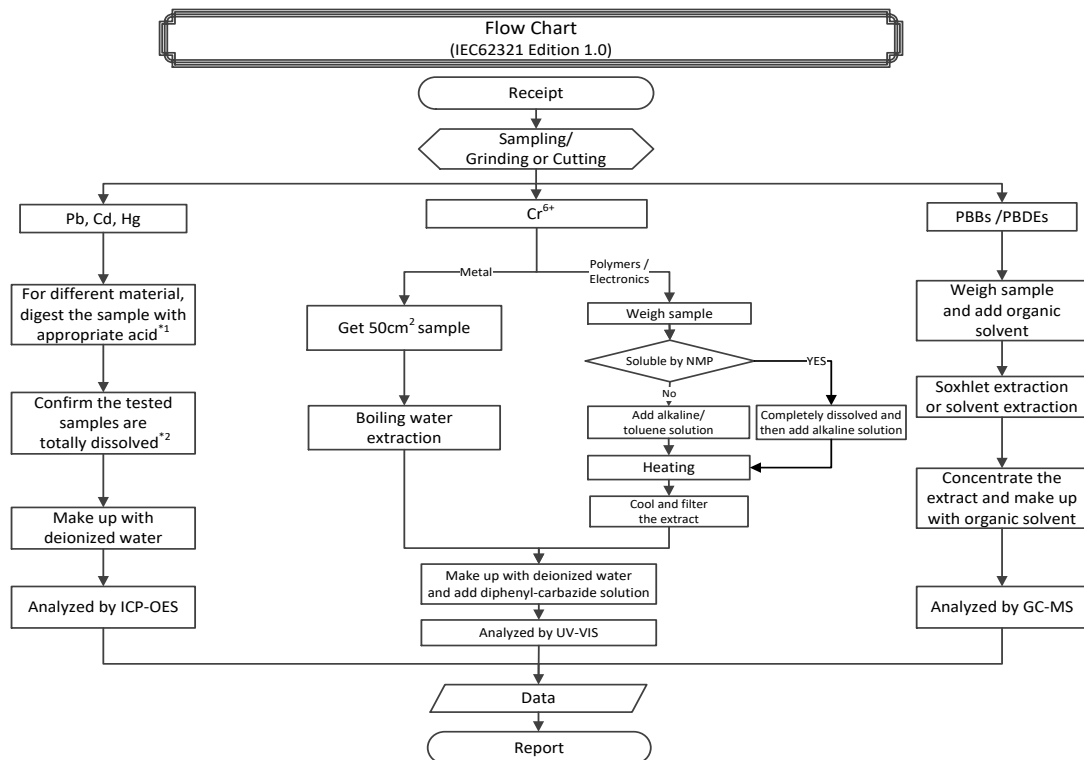 Flow Chart
(IEC62321 Edition 1.0)
Receipt
Sampling/
Grinding or Cutting
Pb, Cd, Hg
For different material,
digest the sample with
appropriate acid*1
Confirm the tested
samples are
totally dissolved*2
Make up with
deionized water
Analyzed by ICP-OES
Cr6+
Metal
Get 50cm2 sample
Boiling water
extraction
Polymers /
Electronics
Weigh sample
Soluble by NMP
YES
No
Add alkaline/
toluene solution
Completely dissolved and
then add alkaline solution
Heating
Cool and filter
the extract
Make up with deionized water
and add diphenyl-carbazide solution
Analyzed by UV-VIS
PBBs /PBDEs
Weigh sample
and add organic
solvent
Soxhlet extraction
or solvent extraction
Concentrate the
extract and make up
with organic solvent
Analyzed by GC-MS
Data
Report